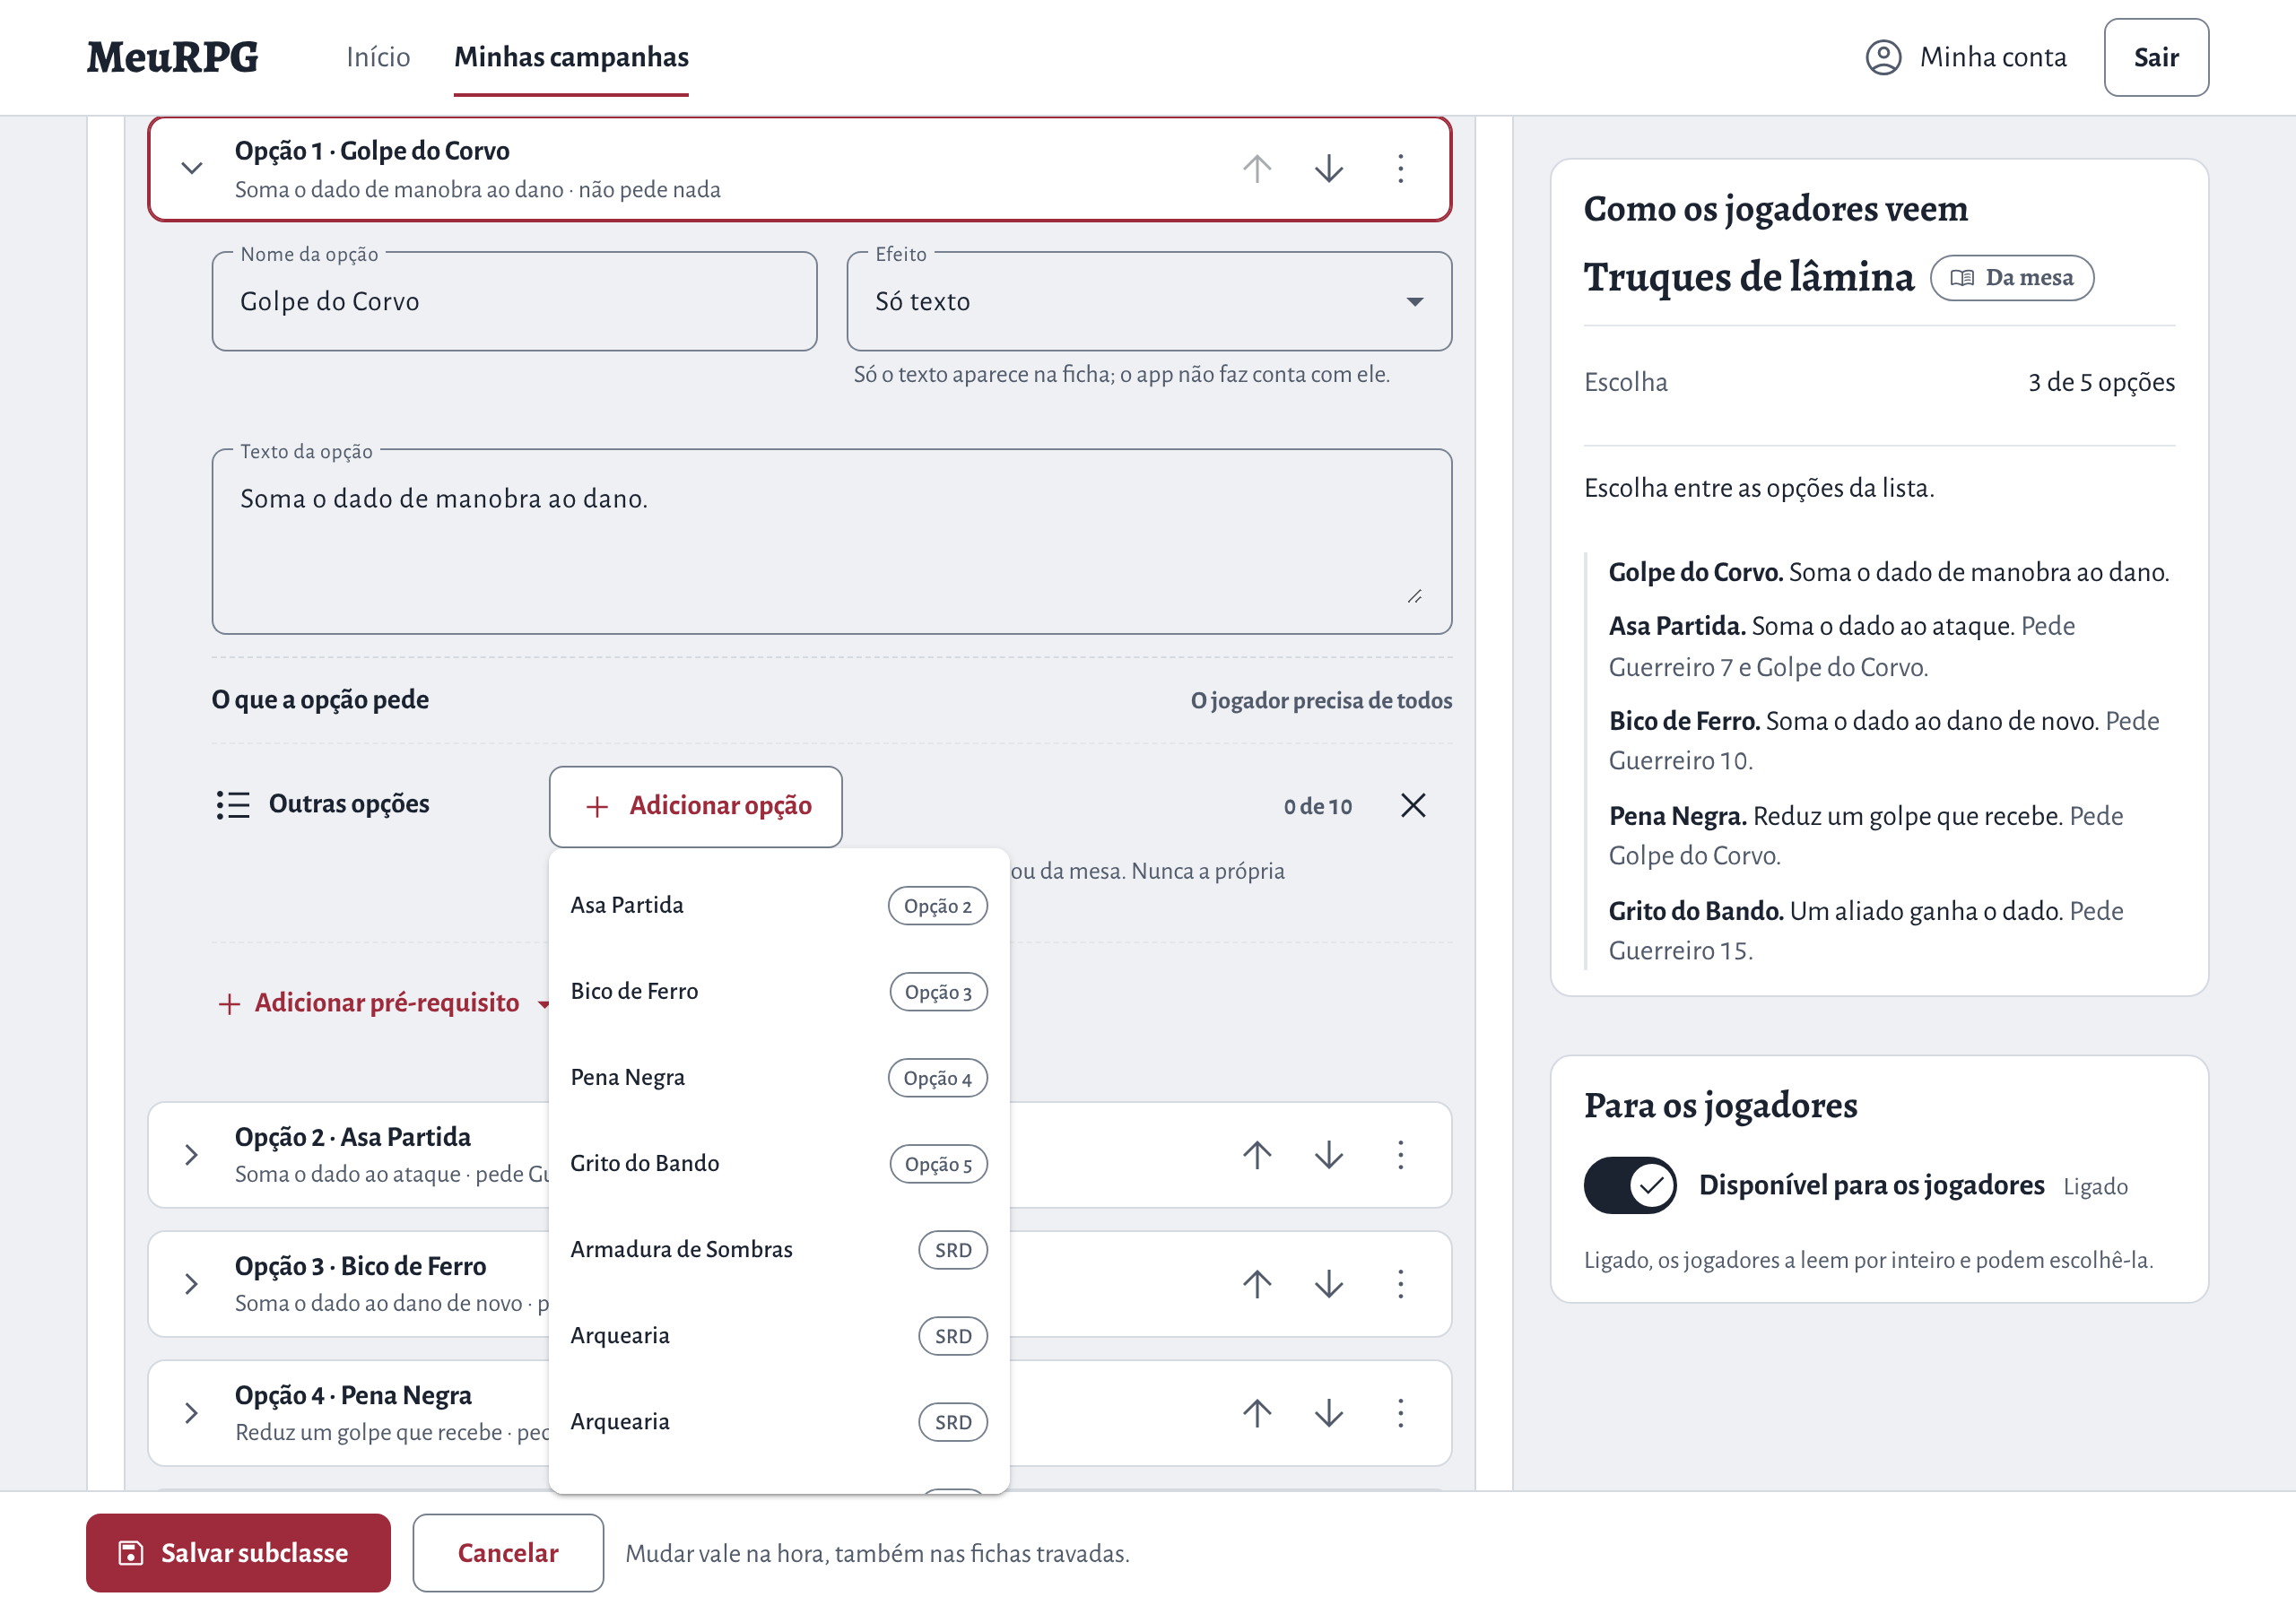 MeuRPG
Início
Minhas campanhas
Minha conta
Sair
Opção 1 · Golpe do Corvo
Soma o dado de manobra ao dano · não pede nada
Nome da opção
Golpe do Corvo
Efeito
Só texto
Só o texto aparece na ficha; o app não faz conta com ele.
Texto da opção
Soma o dado de manobra ao dano.
O que a opção pede
O jogador precisa de todos
Outras opções
Adicionar opção
0 de 10
ou da mesa. Nunca a própria
Asa Partida
Opção 2
Bico de Ferro
Opção 3
Pena Negra
Opção 4
Grito do Bando
Opção 5
Armadura de Sombras
SRD
Arquearia
SRD
Arquearia
SRD
Adicionar pré-requisito
Opção 2 · Asa Partida
Soma o dado ao ataque · pede
Opção 3 · Bico de Ferro
Soma o dado ao dano de novo ·
Opção 4 · Pena Negra
Reduz um golpe que recebe ·
Salvar subclasse
Cancelar
Mudar vale na hora, também nas fichas travadas.
Como os jogadores veem
Truques de lâmina
Da mesa
Escolha
3 de 5 opções
Escolha entre as opções da lista.
Golpe do Corvo. Soma o dado de manobra ao dano.
Asa Partida. Soma o dado ao ataque. Pede
Guerreiro 7 e Golpe do Corvo.
Bico de Ferro. Soma o dado ao dano de novo. Pede
Guerreiro 10.
Pena Negra. Reduz um golpe que recebe. Pede
Golpe do Corvo.
Grito do Bando. Um aliado ganha o dado. Pede
Guerreiro 15.
Para os jogadores
Disponível para os jogadores
Ligado
Ligado, os jogadores a leem por inteiro e podem escolhê-la.